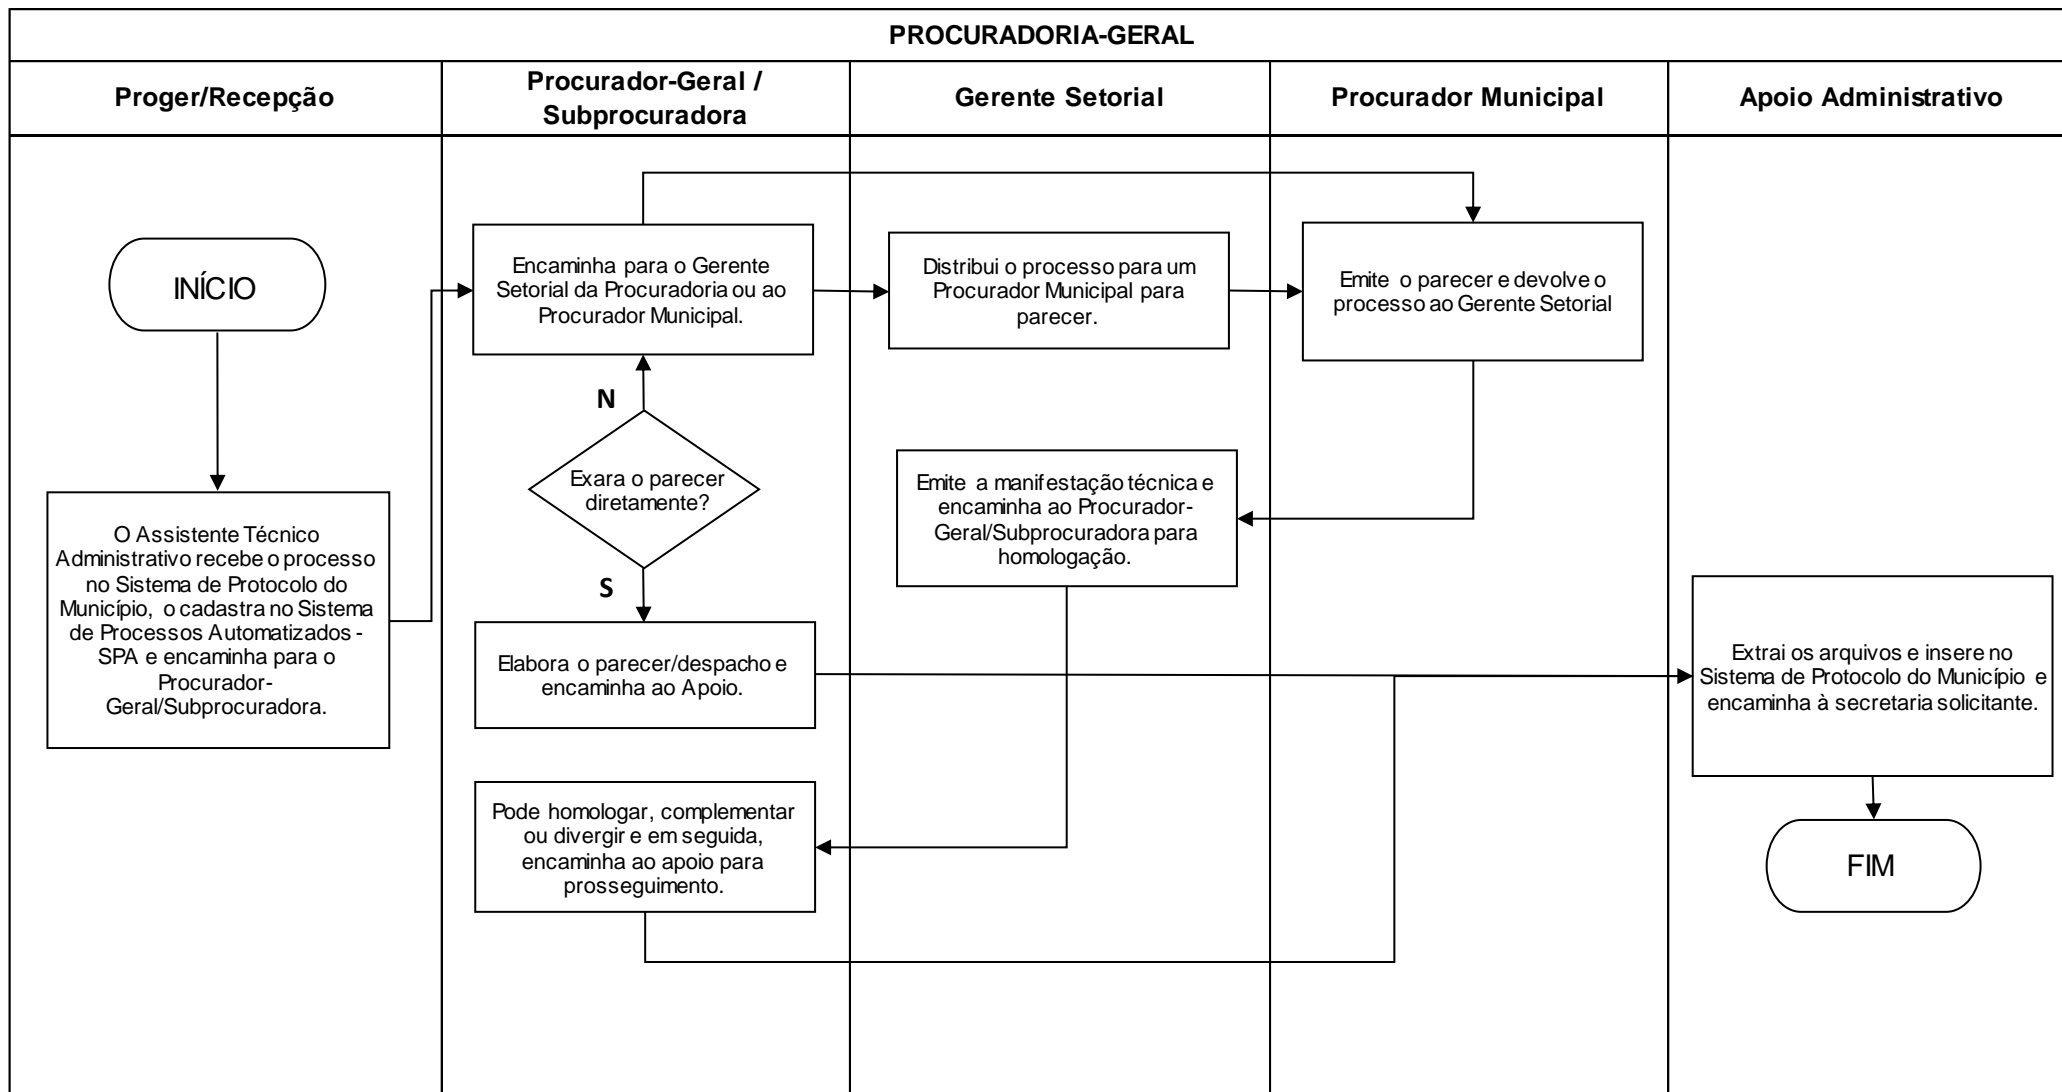 PROCURADORIA-GERAL
Proger/Recepção
Procurador-Geral /
Subprocuradora
Gerente Setorial
Procurador Municipal
Apoio Administrativo
INÍCIO
O Assistente Técnico
Administrativo recebe o processo
no Sistema de Protocolo do
Município, o cadastra no Sistema
de Processos Automatizados -
SPA e encaminha para o
Procurador-
Geral/Subprocuradora.
Encaminha para o Gerente
Setorial da Procuradoria ou ao
Procurador Municipal.
N
Exara o parecer
diretamente?
S
Elabora o parecer/despacho e
encaminha ao Apoio.
Pode homologar, complementar
ou divergir e em seguida,
encaminha ao apoio para
prosseguimento.
Distribui o processo para um
Procurador Municipal para
parecer.
Emite a manifestação técnica e
encaminha ao Procurador-
Geral/Subprocuradora para
homologação.
Emite o parecer e devolve o
processo ao Gerente Setorial
Extrai os arquivos e insere no
Sistema de Protocolo do Município e
encaminha à secretaria solicitante.
FIM